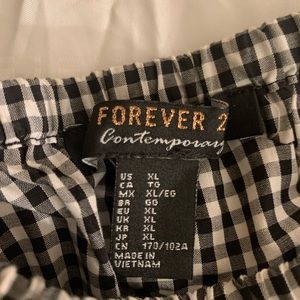 FOREVER 2
Contemporary
US XL
CA TG
MX XL/EG
BR GG
EU XL
UK XL
KR XL
JP XL
CN 170/102A
MADE IN
VIETNAM